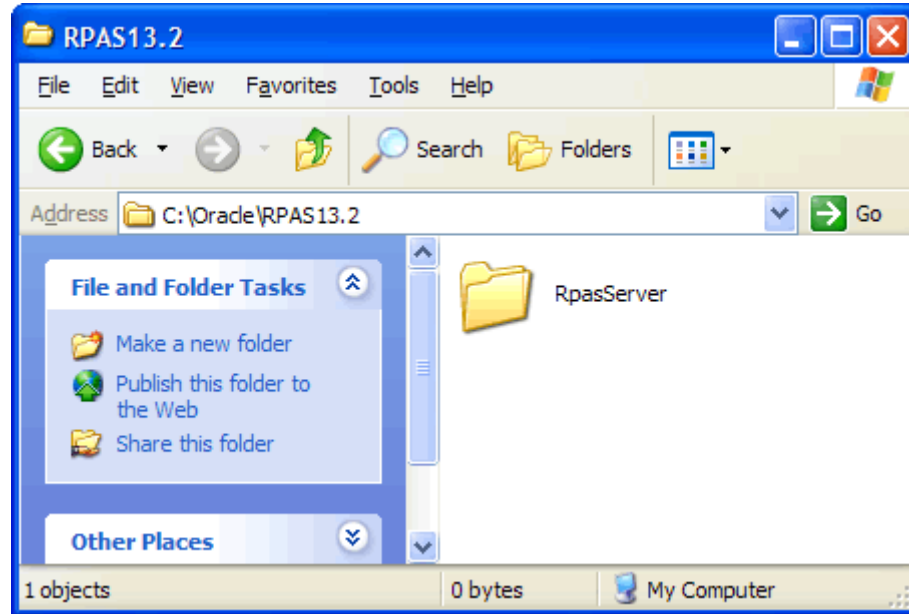 RPAS13.2
File Edit View Favorites Tools Help
Back Search Folders
Address C:\Oracle\RPAS13.2 Go
File and Folder Tasks
Make a new folder
Publish this folder to
the Web
Share this folder
Other Places
RpasServer
1 objects 0 bytes My Computer